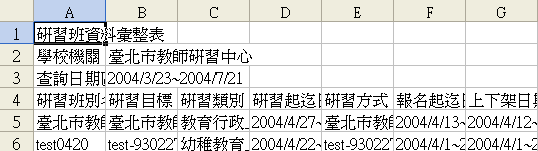 A B C D E F G
1 研習班資料彙整表
2 學校機關 臺北市教師研習中心
3 查詢日期 2004/3/23~2004/7/21
4 研習班別 研習目標 研習類別 研習起迄 研習方式 報名起迄 上下架日
5 臺北市教 臺北市教 教育行政 2004/4/27~ 臺北市教 2004/4/13~ 2004/4/12~
6 test0420 test-93022 幼稚教育 2004/4/22~ test-93022 2004/4/1~2 2004/4/1~2